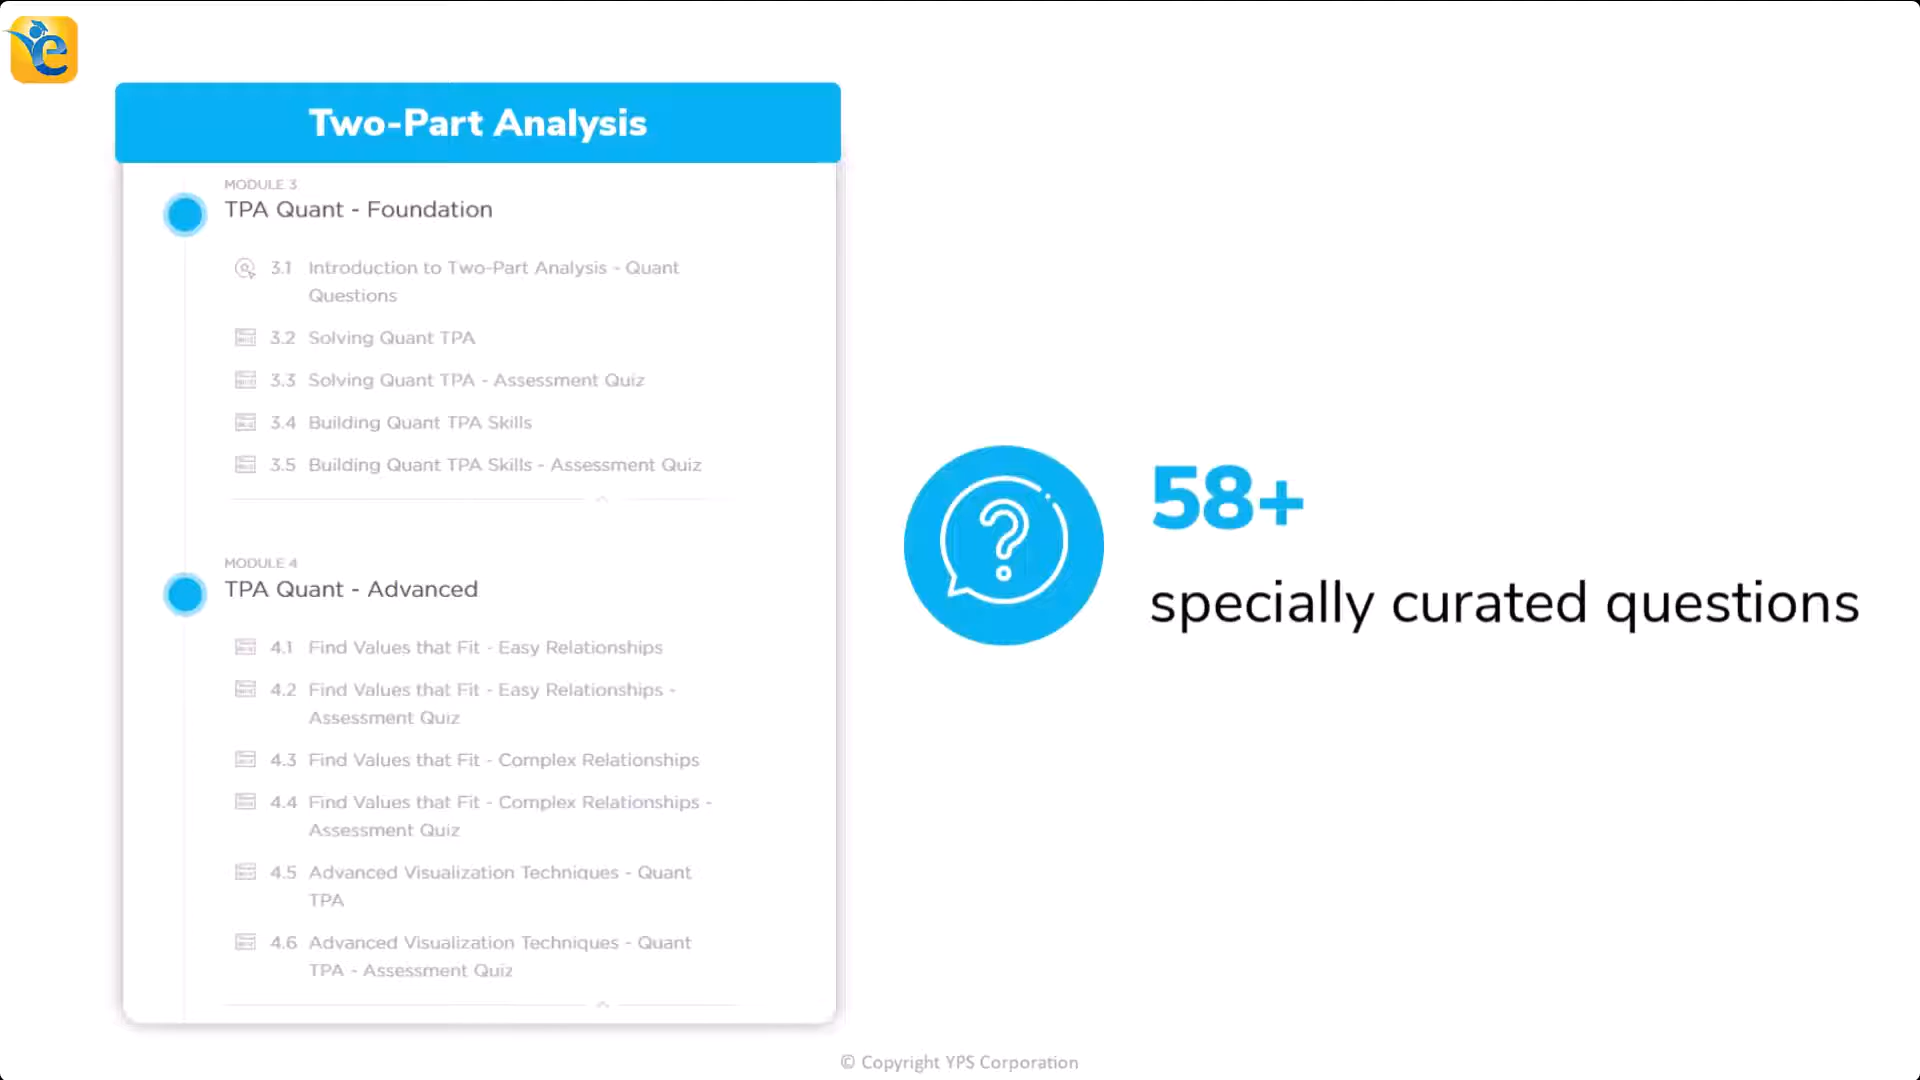 Two-Part Analysis
MODULE 3
TPA Quant - Foundation
3.1 Introduction to Two-Part Analysis - Quant
Questions
3.2 Solving Quant TPA
3.3 Solving Quant TPA - Assessment Quiz
3.4 Building Quant TPA Skills
3.5 Building Quant TPA Skills - Assessment Quiz
MODULE 4
TPA Quant - Advanced
4.1 Find Values that Fit - Easy Relationships
4.2 Find Values that Fit - Easy Relationships -
Assessment Quiz
4.3 Find Values that Fit - Complex Relationships
4.4 Find Values that Fit - Complex Relationships -
Assessment Quiz
4.5 Advanced Visualization Techniques - Quant
TPA
4.6 Advanced Visualization Techniques - Quant
TPA - Assessment Quiz
58+
specially curated questions
© Copyright YPS Corporation